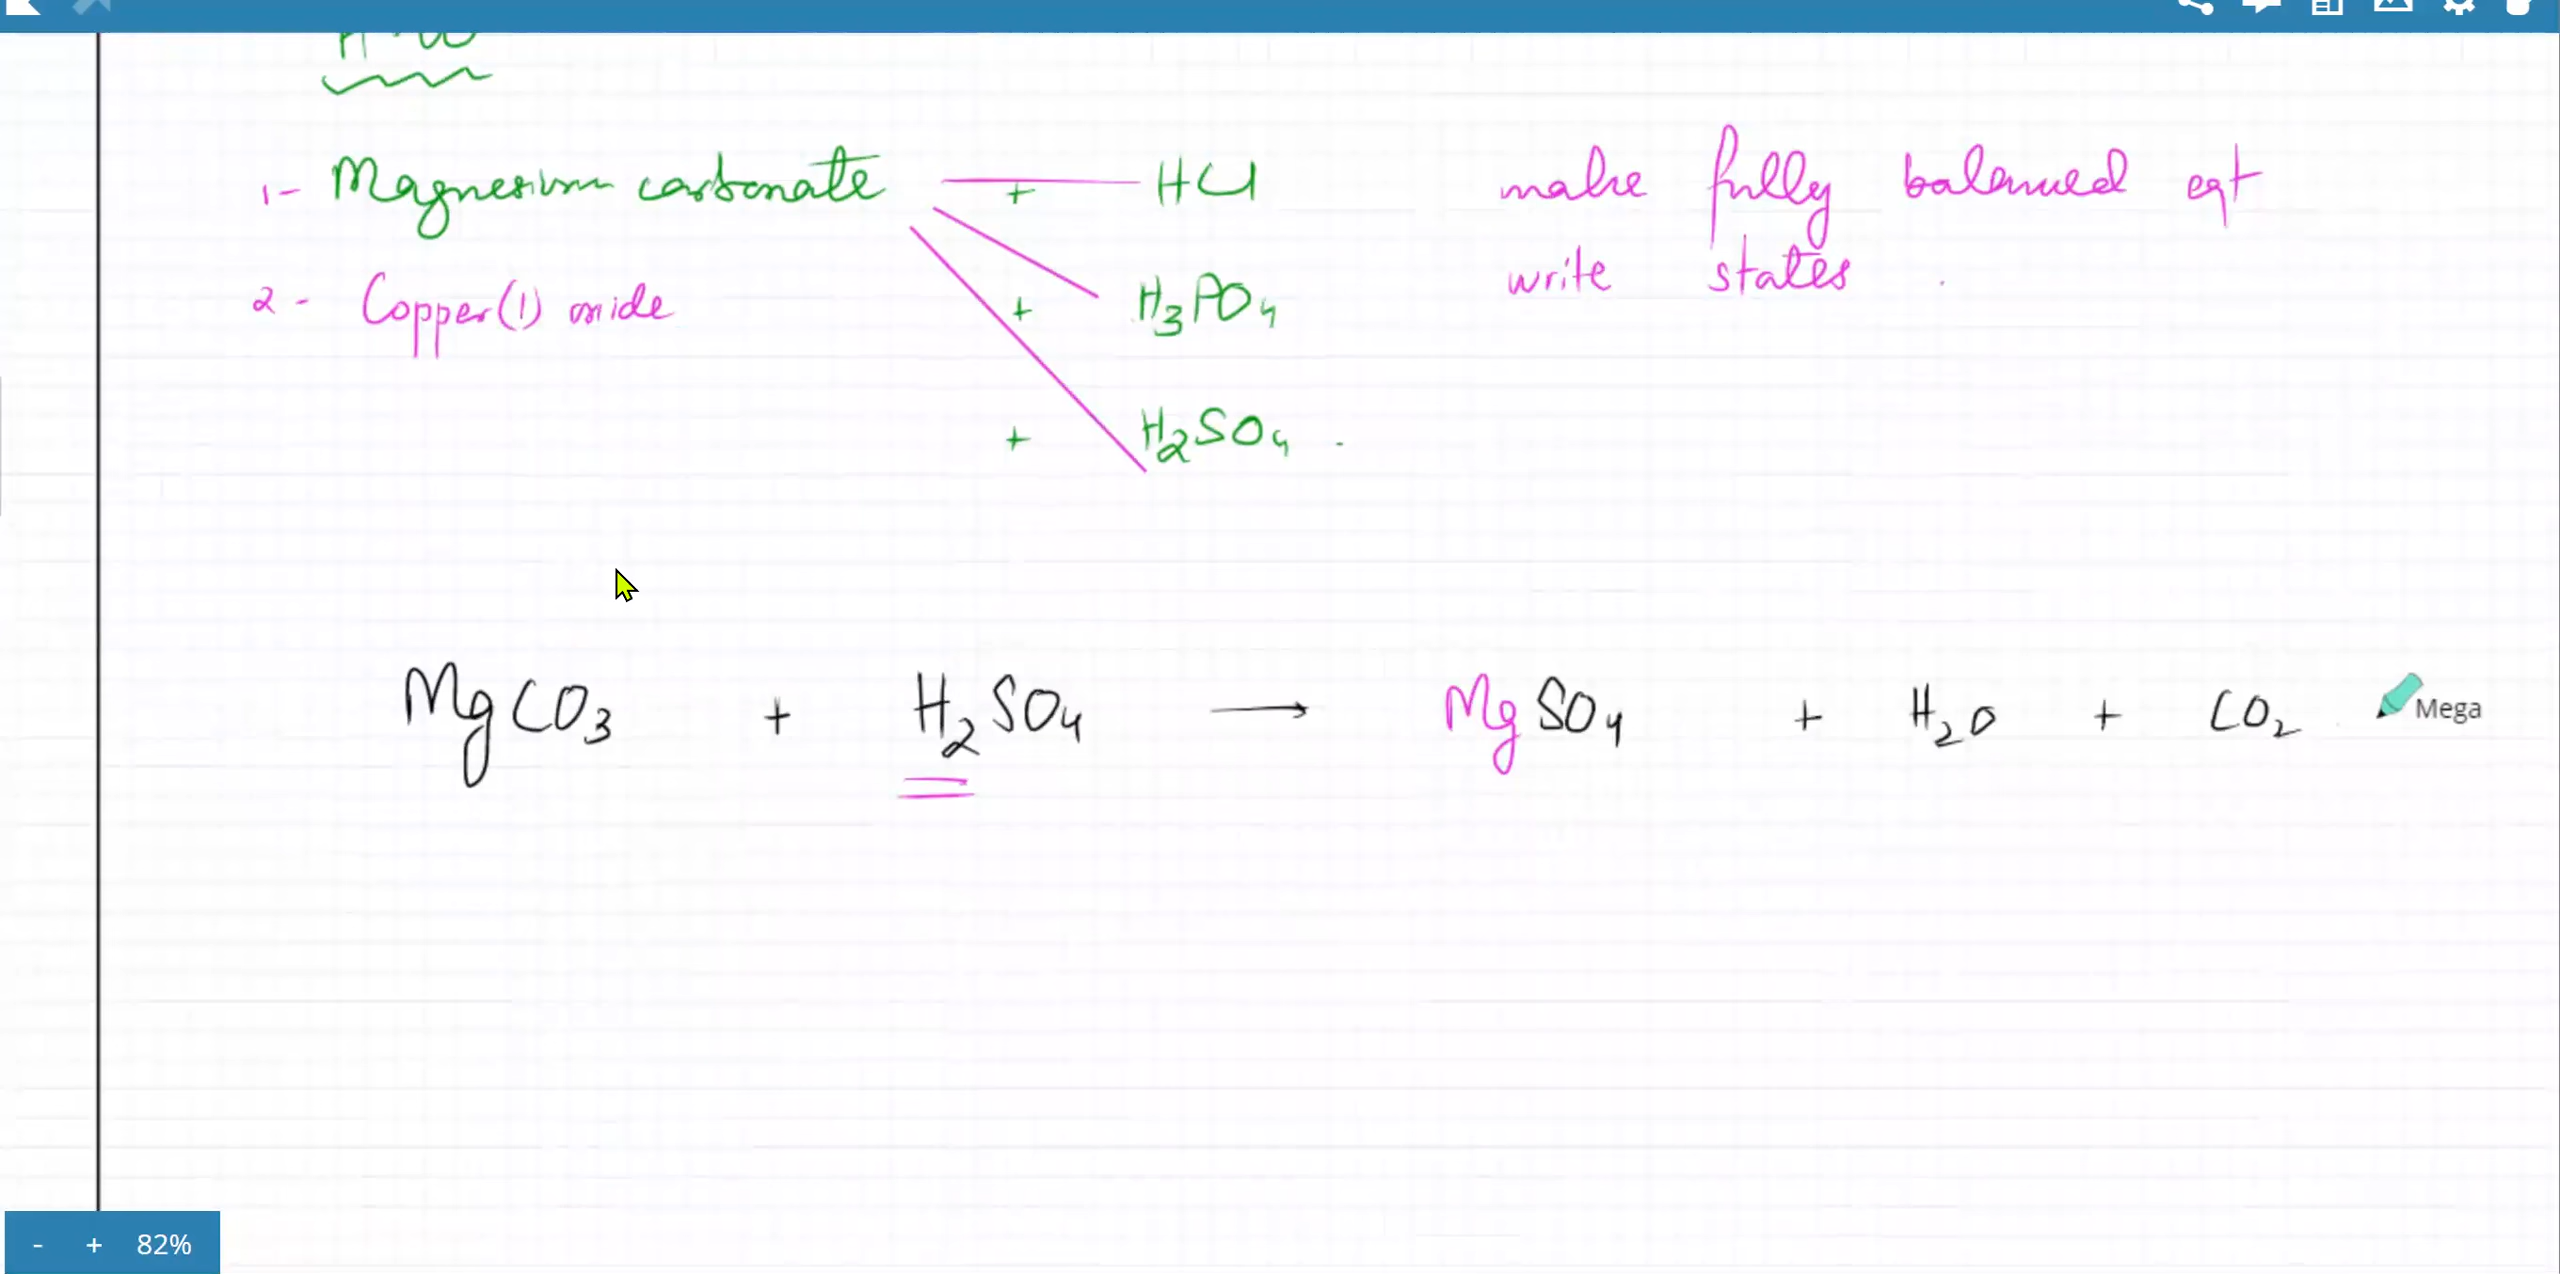 H.W
1- Magnesium carbonate + HCl make fully balanced eqt
2- Copper(1) oxide + H₃PO₄ write states .
+ H₂SO₄ .
MgCO₃ + H₂SO₄ → MgSO₄ + H₂O + CO₂ Mega
- + 82%